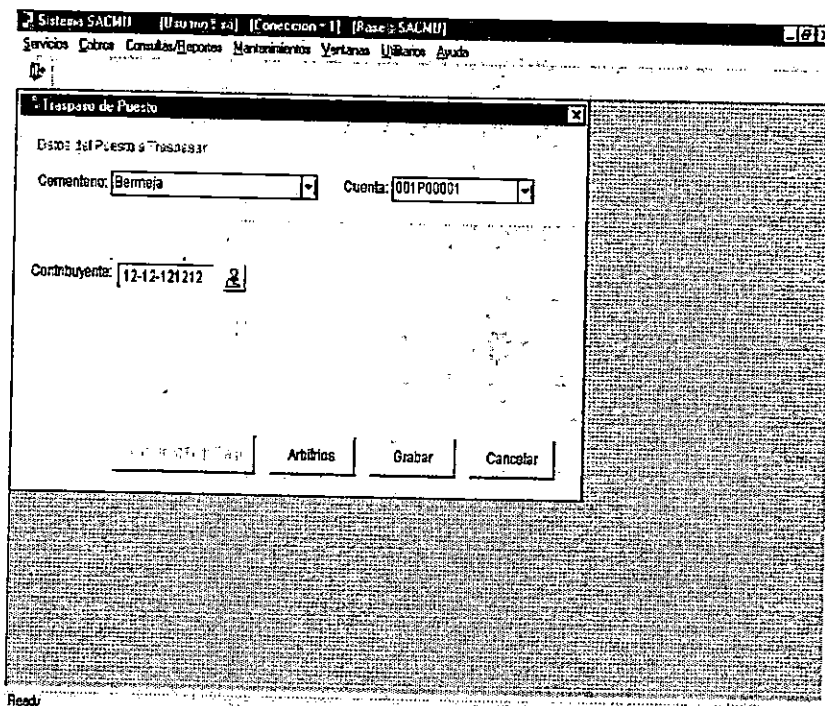 Sistema SACMU [Conección = 1] [Base = SACMU]
Servicios Cobros Consultas/Reportes Mantenimientos Ventanas Utilitarios Ayuda
Traspaso de Puesto
Datos del Puesto a Traspasar
Cementerio: Bermeja Cuenta: 001P00001
Contribuyente: 12-12-121212
Arbitrios Grabar Cancelar
Ready